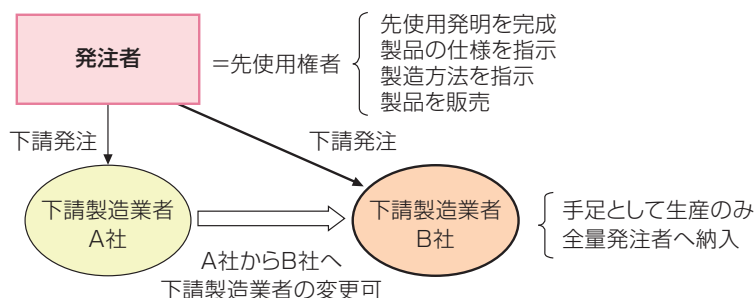 発注者
＝先使用権者
先使用発明を完成
製品の仕様を指示
製造方法を指示
製品を販売
下請発注
下請発注
下請製造業者
A社
下請製造業者
B社
手足として生産のみ
全量発注者へ納入
A社からB社へ
下請製造業者の変更可